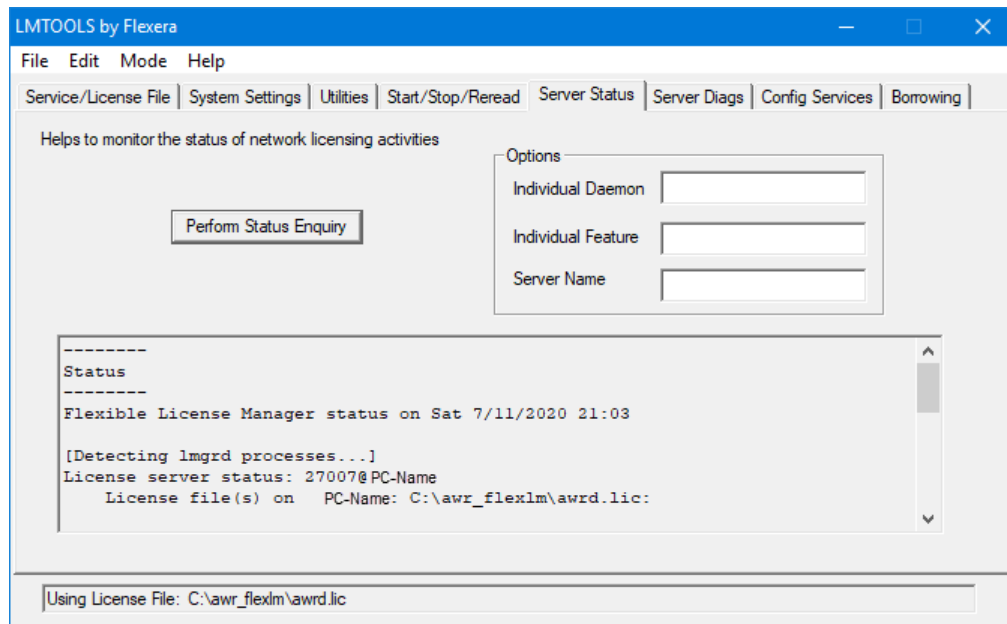 LMTOOLS by Flexera
File Edit Mode Help
Service/License File System Settings Utilities Start/Stop/Reread Server Status Server Diags Config Services Borrowing
Helps to monitor the status of network licensing activities
Options
Individual Daemon
Perform Status Enquiry
Individual Feature
Server Name
--------
Status
--------
Flexible License Manager status on Sat 7/11/2020 21:03
[Detecting lmgrd processes...]
License server status: 27007@PC-Name
License file(s) on PC-Name: C:\awr_flexlm\awrd.lic:
Using License File: C:\awr_flexlm\awrd.lic